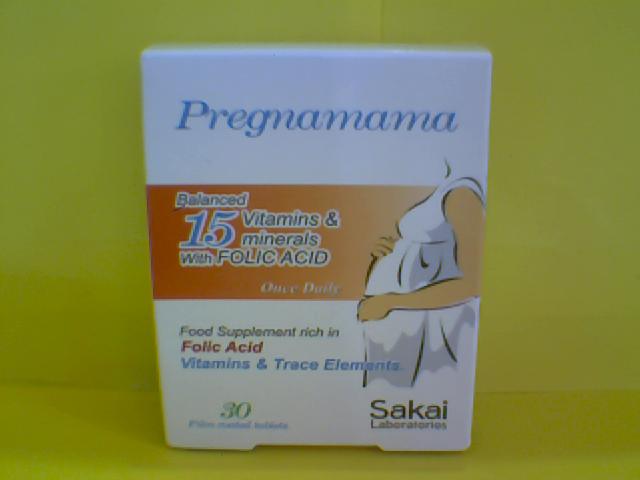 Pregnamama
Balanced
15 Vitamins &
minerals
With FOLIC ACID
Once Daily
Food Supplement rich in
Folic Acid
Vitamins & Trace Elements.
30
Film coated tablets
Sakai
Laboratories